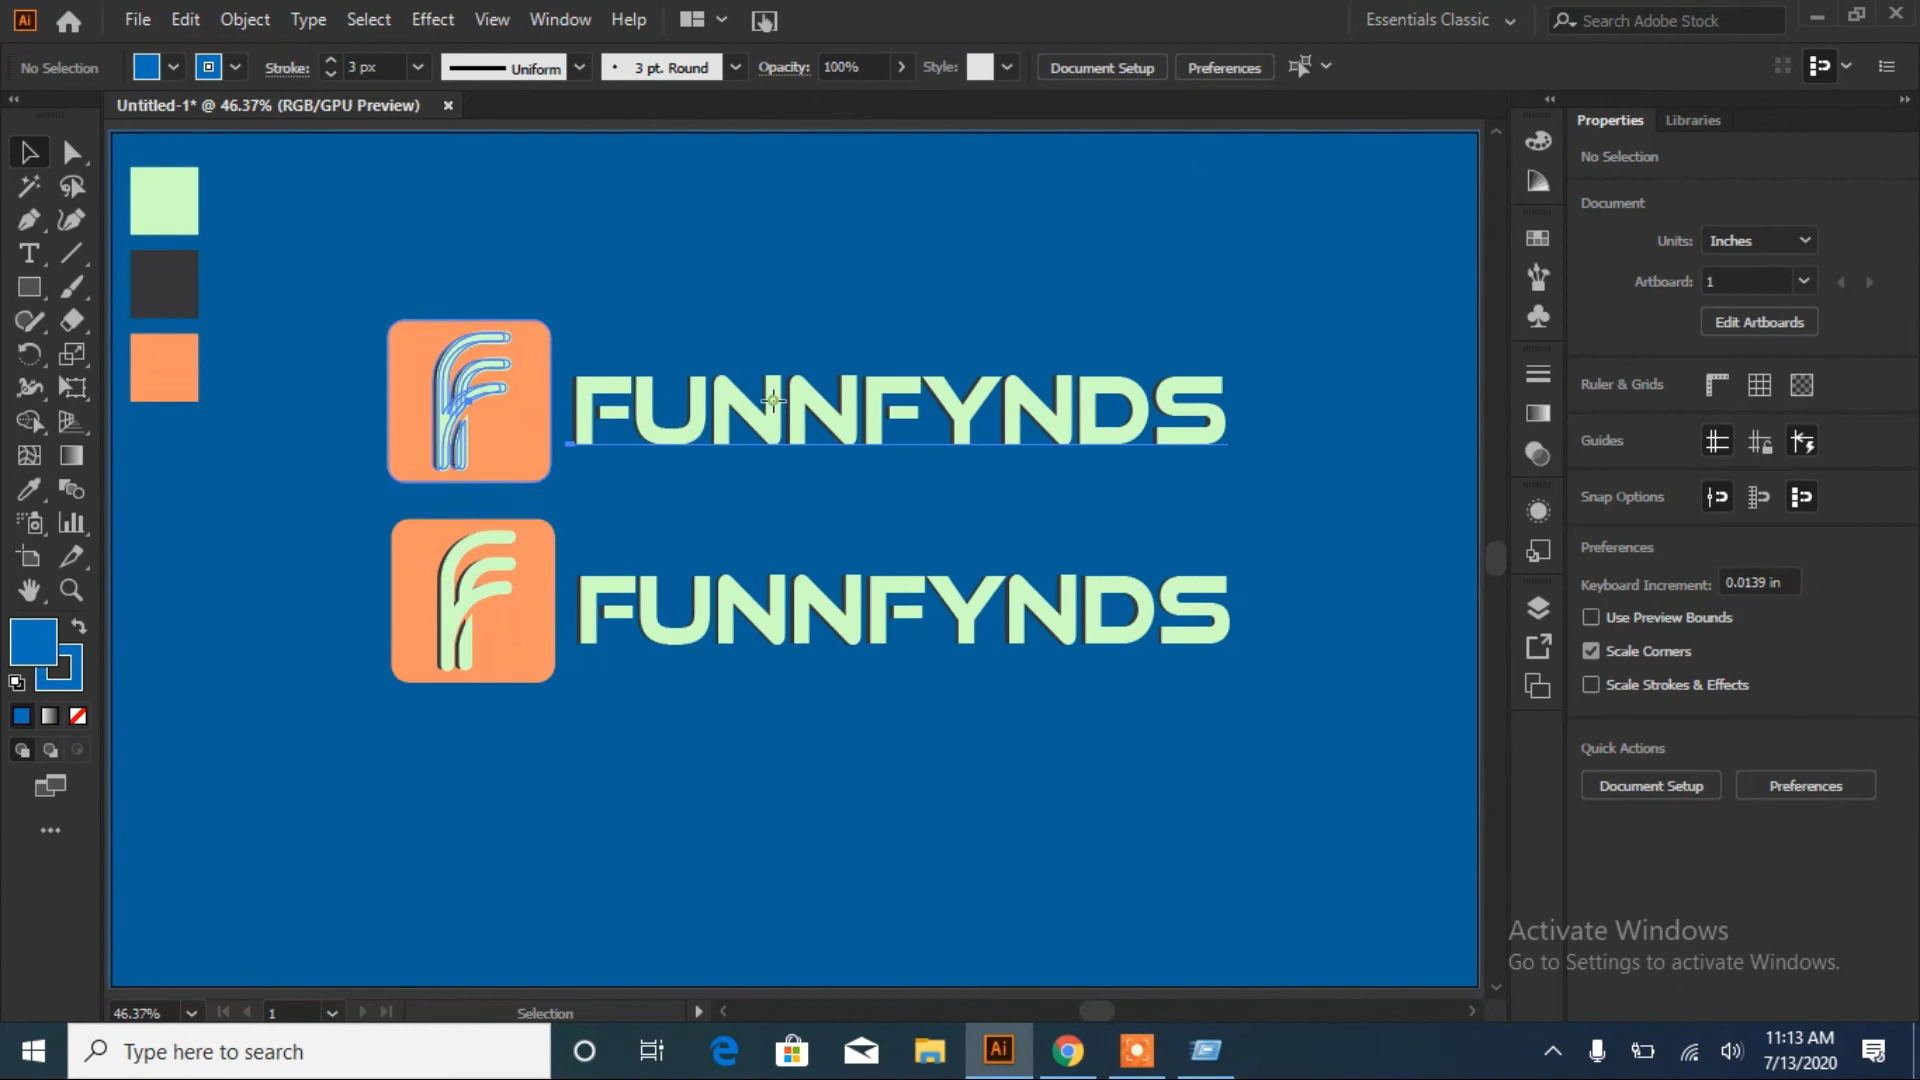 Ai File Edit Object Type Select Effect View Window Help Essentials Classic Search Adobe Stock
No Selection Stroke: 3 px Uniform 3 pt. Round Opacity: 100% Style: Document Setup Preferences
Untitled-1* @ 46.37% (RGB/GPU Preview)
FUNNFYNDS
FUNNFYNDS
Properties Libraries
No Selection
Document
Units: Inches
Artboard: 1
Edit Artboards
Ruler & Grids
Guides
Snap Options
Preferences
Keyboard Increment: 0.0139 in
Use Preview Bounds
Scale Corners
Scale Strokes & Effects
Quick Actions
Document Setup Preferences
Activate Windows
Go to Settings to activate Windows.
46.37% 1 Selection
Type here to search
Ai
11:13 AM
7/13/2020